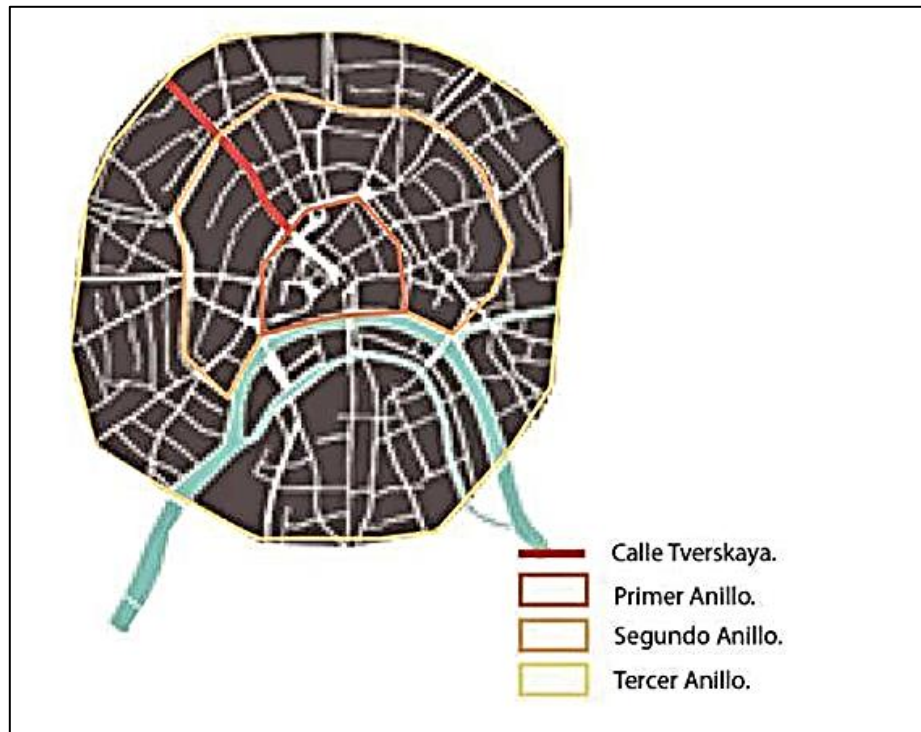 Calle Tverskaya.
Primer Anillo.
Segundo Anillo.
Tercer Anillo.